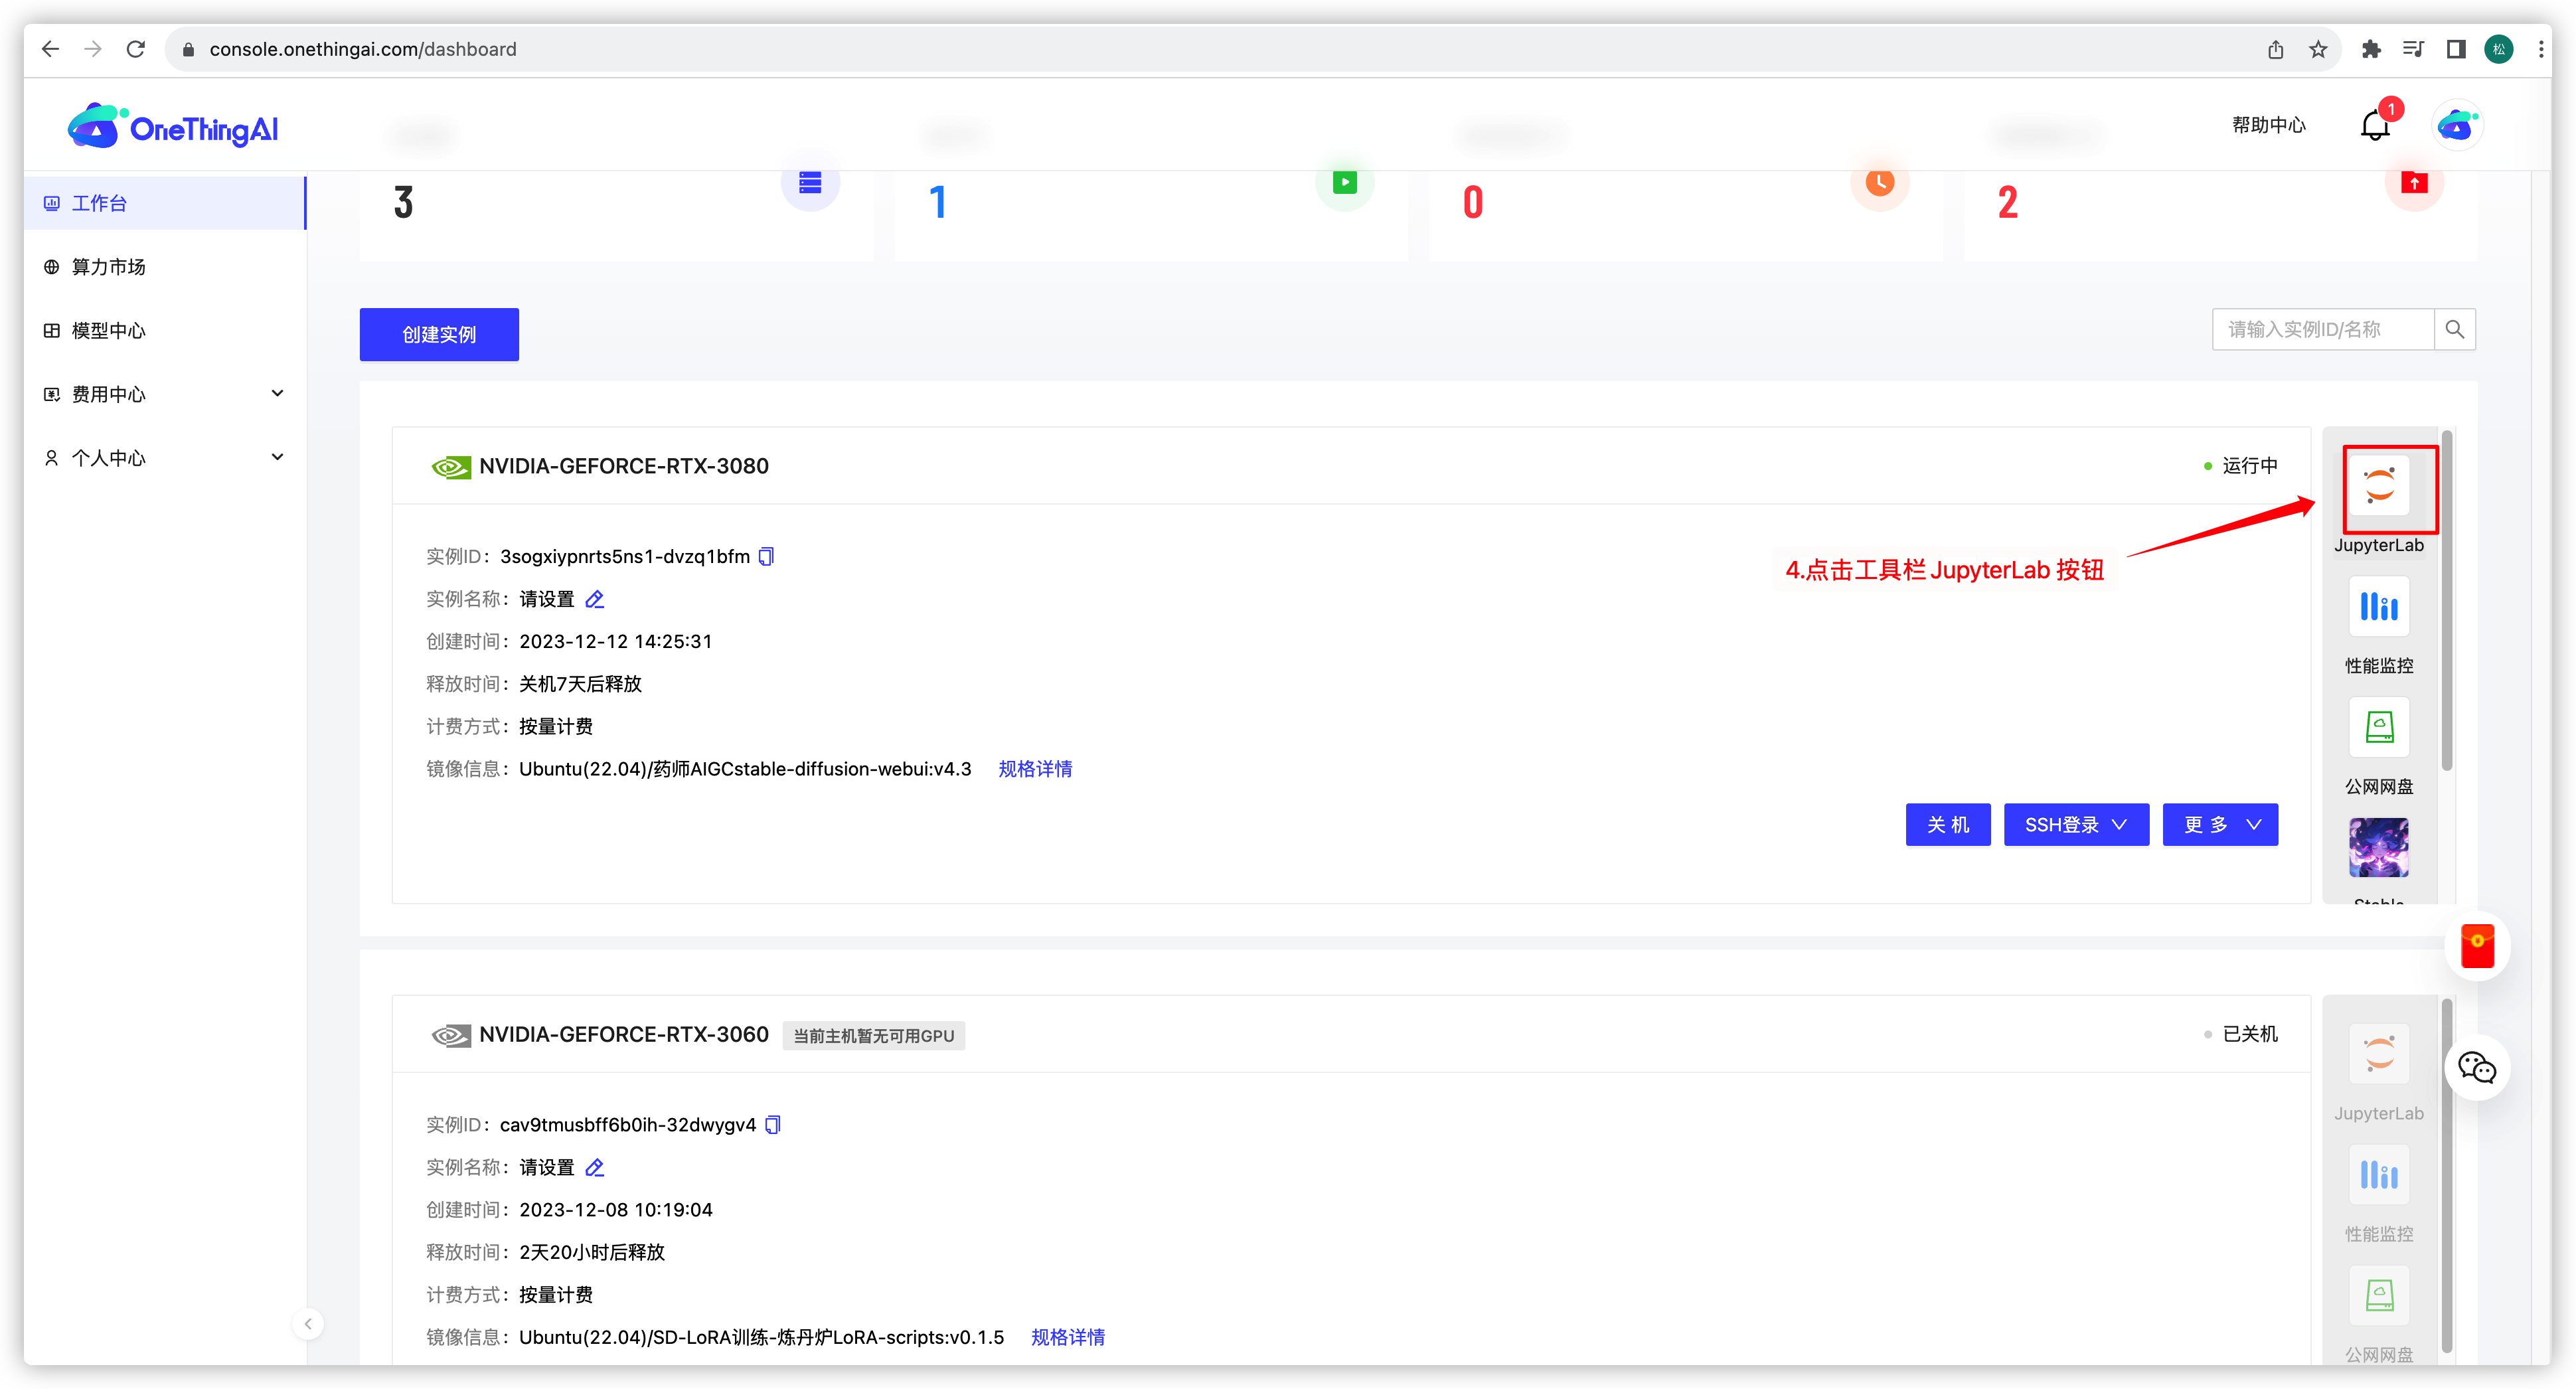 console.onethingai.com/dashboard
松
OneThingAI
帮助中心
1
工作台
算力市场
模型中心
费用中心
个人中心
3
1
0
2
创建实例
请输入实例ID/名称
NVIDIA-GEFORCE-RTX-3080
运行中
实例ID：3sogxiypnrts5ns1-dvzq1bfm
实例名称：请设置
创建时间：2023-12-12 14:25:31
释放时间：关机7天后释放
计费方式：按量计费
镜像信息：Ubuntu(22.04)/药师AIGCstable-diffusion-webui:v4.3 规格详情
关 机
SSH登录
更 多
4.点击工具栏JupyterLab 按钮
JupyterLab
性能监控
公网网盘
NVIDIA-GEFORCE-RTX-3060
当前主机暂无可用GPU
已关机
实例ID：cav9tmusbff6b0ih-32dwygv4
实例名称：请设置
创建时间：2023-12-08 10:19:04
释放时间：2天20小时后释放
计费方式：按量计费
镜像信息：Ubuntu(22.04)/SD-LoRA训练-炼丹炉LoRA-scripts:v0.1.5 规格详情
JupyterLab
性能监控
公网网盘